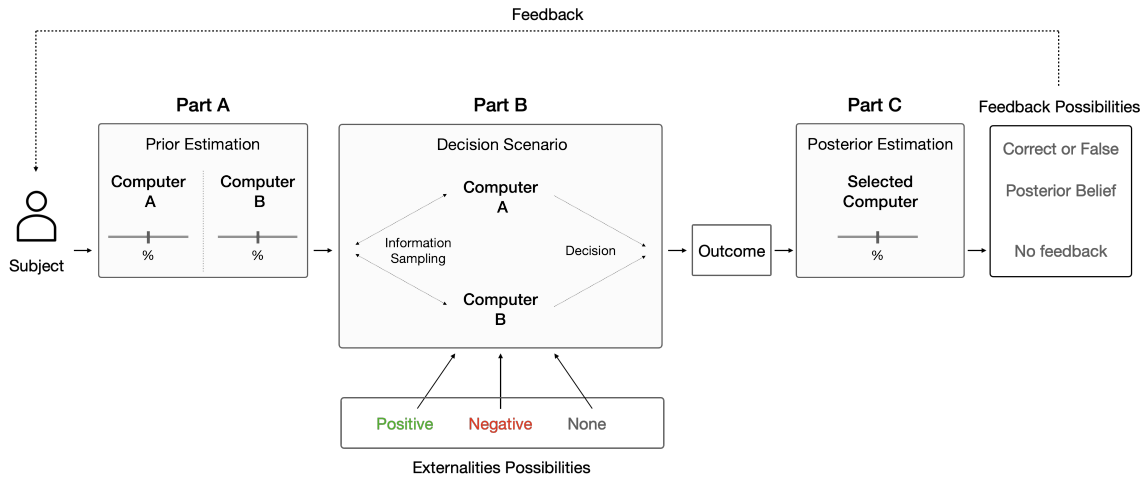 Feedback
Part A
Part B
Part C
Feedback Possibilities
Prior Estimation
Computer
A
Computer
B
%
%
Decision Scenario
Computer
A
Information
Sampling
Decision
Computer
B
Outcome
Posterior Estimation
Selected
Computer
%
Correct or False
Posterior Belief
No feedback
Subject
Positive
Negative
None
Externalities Possibilities